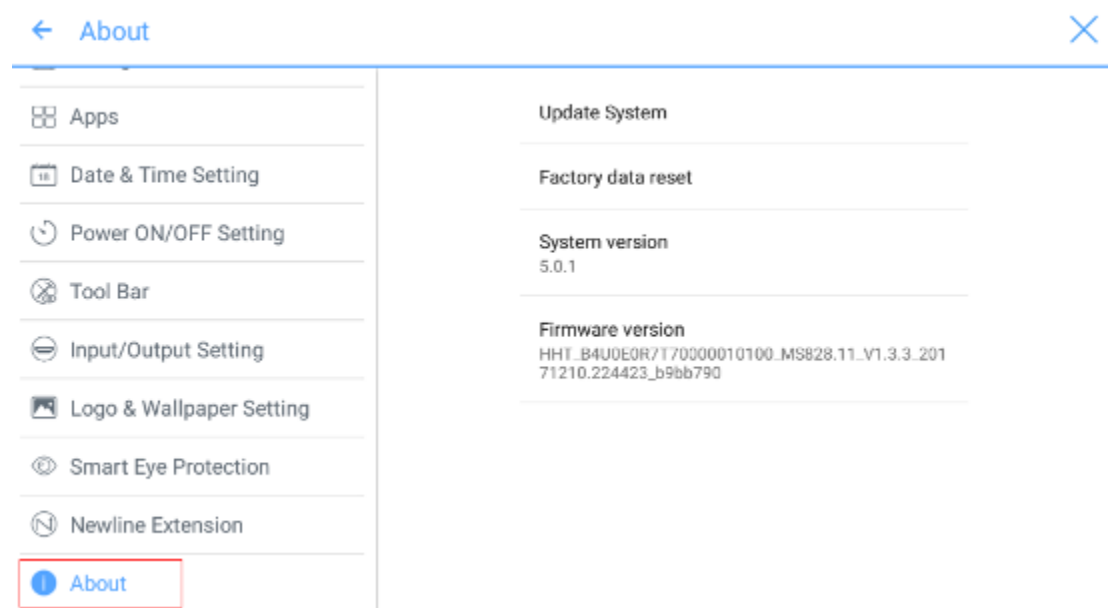 About
Apps
Date & Time Setting
Power ON/OFF Setting
Tool Bar
Input/Output Setting
Logo & Wallpaper Setting
Smart Eye Protection
Newline Extension
About
Update System
Factory data reset
System version
5.0.1
Firmware version
HHT_B4U0E0R7T70000010100_MS828.11_V1.3.3_201
71210.224423_b9bb790